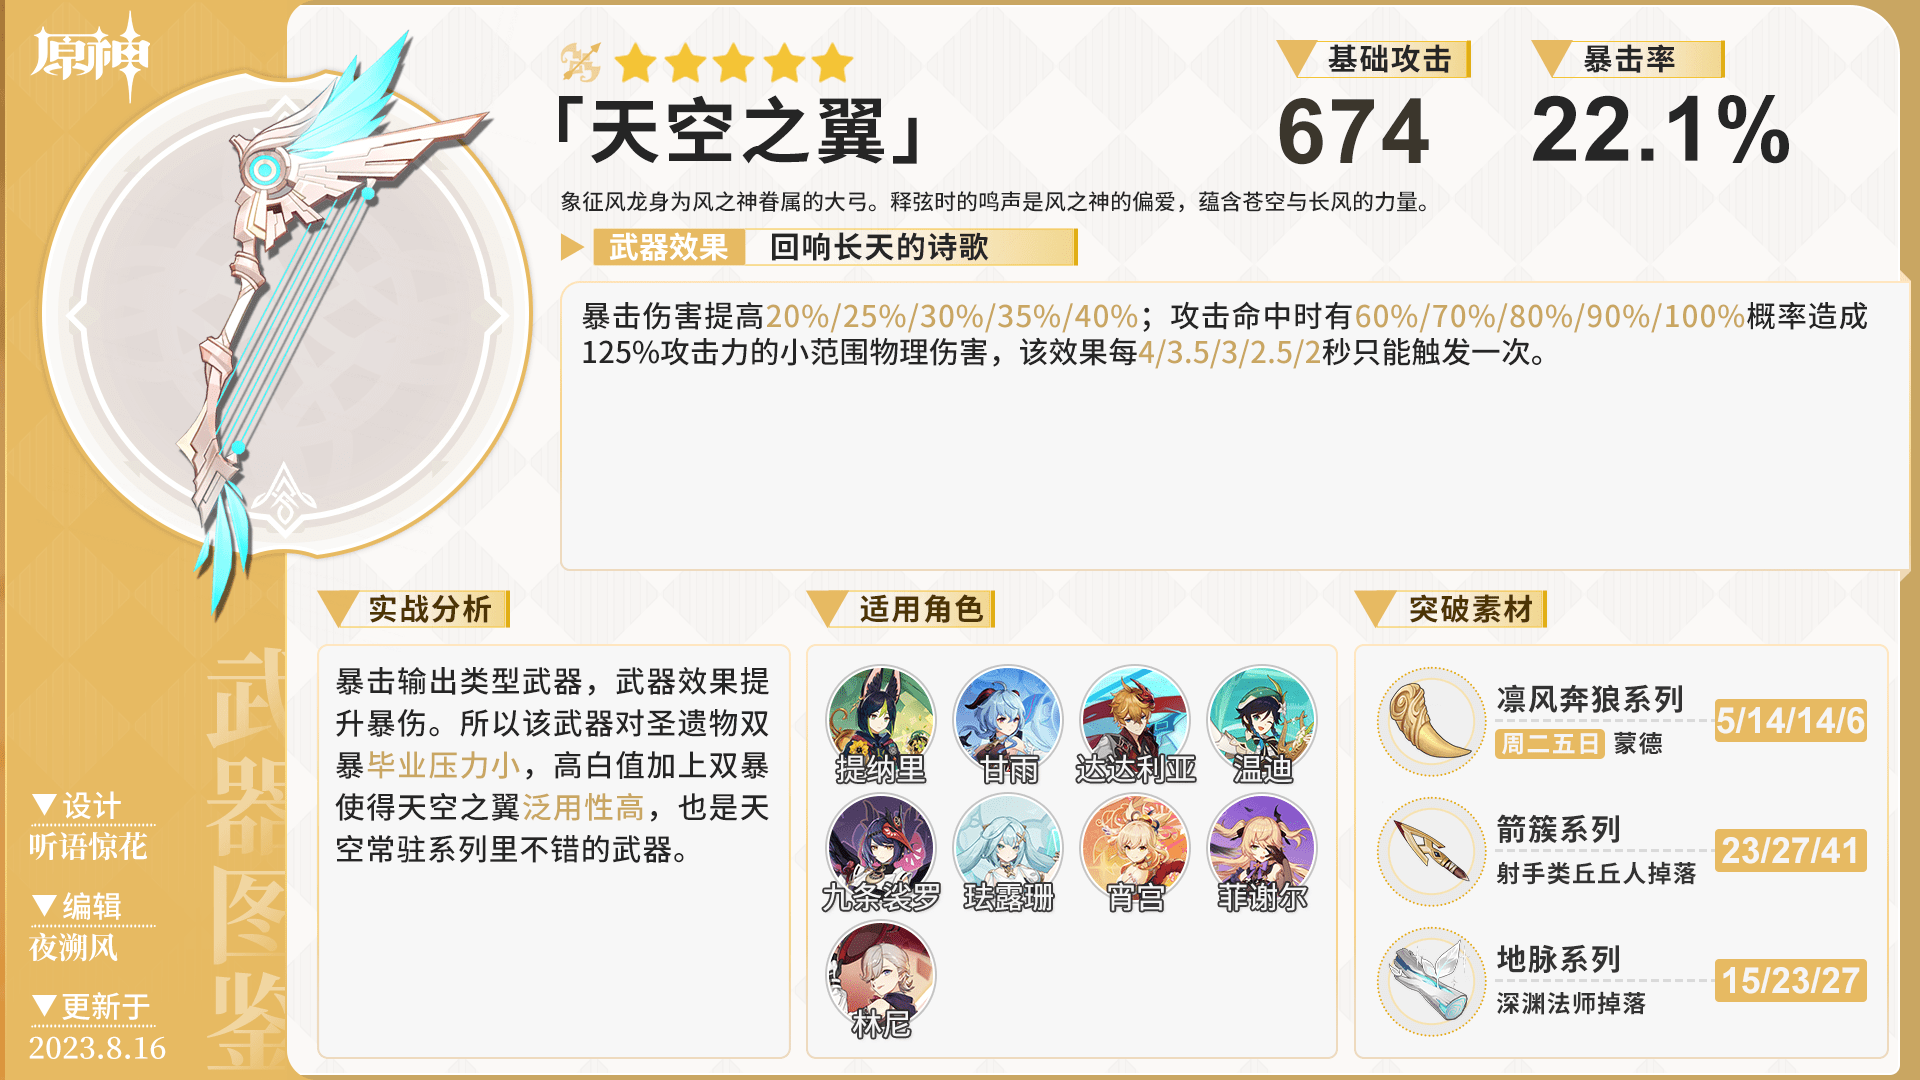 原神
「天空之翼」
基础攻击
674
暴击率
22.1%
象征风龙身为风之神眷属的大弓。释弦时的鸣声是风之神的偏爱，蕴含苍空与长风的力量。
武器效果 回响长天的诗歌
暴击伤害提高20%/25%/30%/35%/40%；攻击命中时有60%/70%/80%/90%/100%概率造成
125%攻击力的小范围物理伤害，该效果每4/3.5/3/2.5/2秒只能触发一次。
实战分析
暴击输出类型武器，武器效果提
升暴伤。所以该武器对圣遗物双
暴毕业压力小，高白值加上双暴
使得天空之翼泛用性高，也是天
空常驻系列里不错的武器。
适用角色
提纳里 甘雨 达达利亚 温迪
九条裟罗 珐露珊 宵宫 菲谢尔
林尼
突破素材
凛风奔狼系列
周二五日 蒙德
5/14/14/6
箭簇系列
射手类丘丘人掉落
23/27/41
地脉系列
深渊法师掉落
15/23/27
武器图鉴
▼设计
听语惊花
▼编辑
夜溯风
▼更新于
2023.8.16